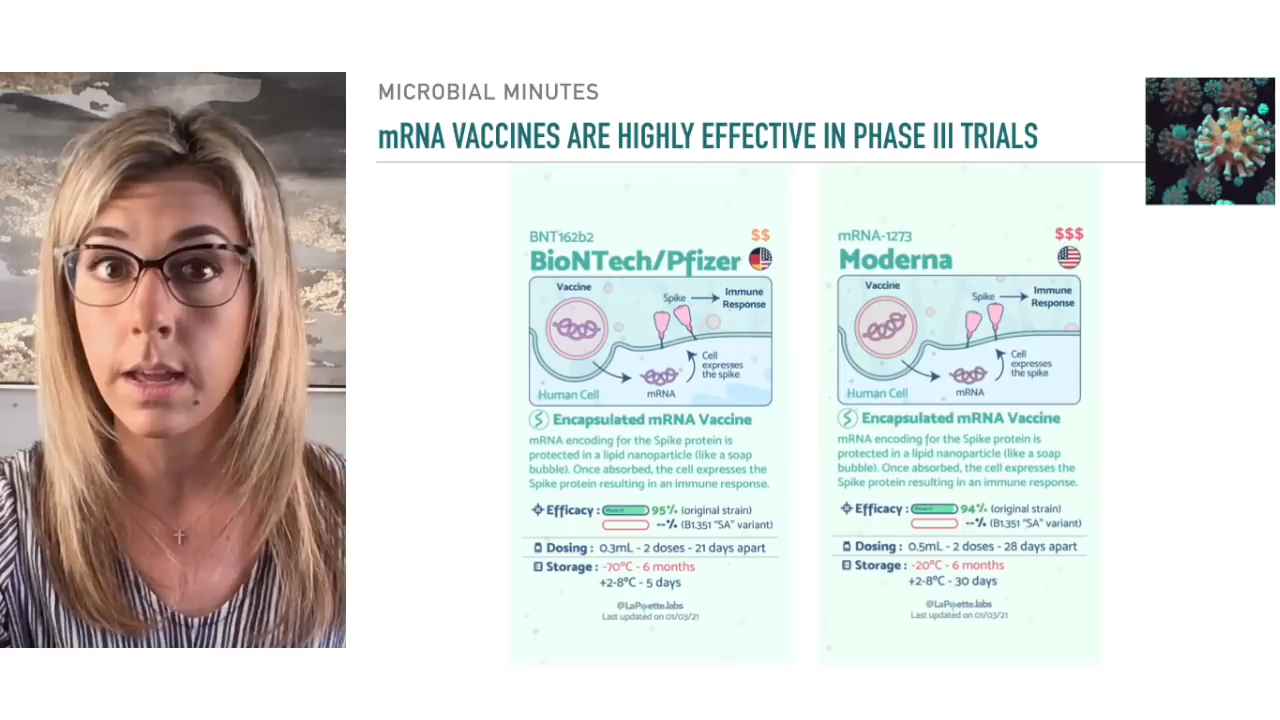 MICROBIAL MINUTES
mRNA VACCINES ARE HIGHLY EFFECTIVE IN PHASE III TRIALS
BNT162b2
$$
BioNTech/Pfizer
Vaccine
Spike
Immune
Response
Cell
expresses
the spike
Human Cell
mRNA
Encapsulated mRNA Vaccine
mRNA encoding for the Spike protein is
protected in a lipid nanoparticle (like a soap
bubble). Once absorbed, the cell expresses the
Spike protein resulting in an immune response.
Efficacy : 95% (original strain)
--% (B1.351 “SA” variant)
Dosing : 0.3mL - 2 doses - 21 days apart
Storage : -70ºC - 6 months
+2-8ºC - 5 days
@LaPipette.labs
Last updated on 01/03/21
mRNA-1273
$$$
Moderna
Vaccine
Spike
Immune
Response
Cell
expresses
the spike
Human Cell
mRNA
Encapsulated mRNA Vaccine
mRNA encoding for the Spike protein is
protected in a lipid nanoparticle (like a soap
bubble). Once absorbed, the cell expresses the
Spike protein resulting in an immune response.
Efficacy : 94% (original strain)
--% (B1.351 “SA” variant)
Dosing : 0.5mL - 2 doses - 28 days apart
Storage : -20ºC - 6 months
+2-8ºC - 30 days
@LaPipette.labs
Last updated on 01/03/21